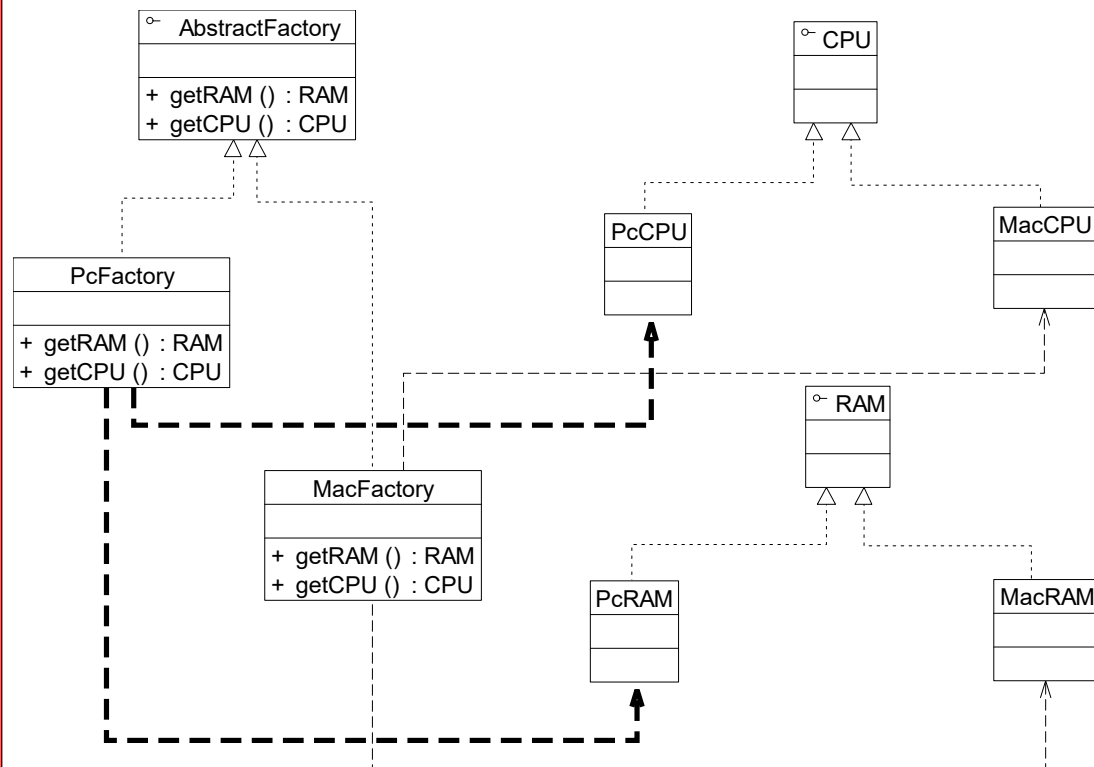 AbstractFactory
+ getRAM () : RAM
+ getCPU () : CPU
CPU
PcCPU
MacCPU
PcFactory
+ getRAM () : RAM
+ getCPU () : CPU
RAM
MacFactory
+ getRAM () : RAM
+ getCPU () : CPU
PcRAM
MacRAM